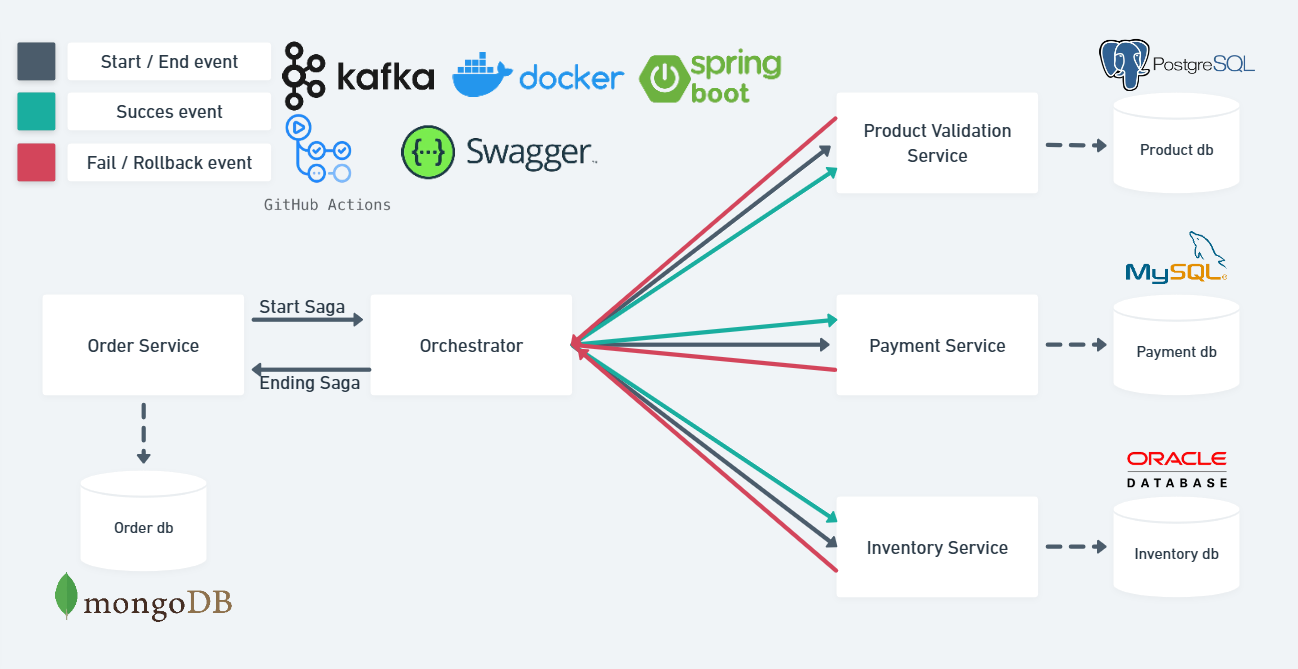 Start / End event
Succes event
Fail / Rollback event
kafka
docker
spring
boot
GitHub Actions
{···}
Swagger
Product Validation
Service
PostgreSQL
Product db
Order Service
Start Saga
Ending Saga
Orchestrator
Payment Service
MySQL
Payment db
Order db
mongoDB
Inventory Service
ORACLE
DATABASE
Inventory db